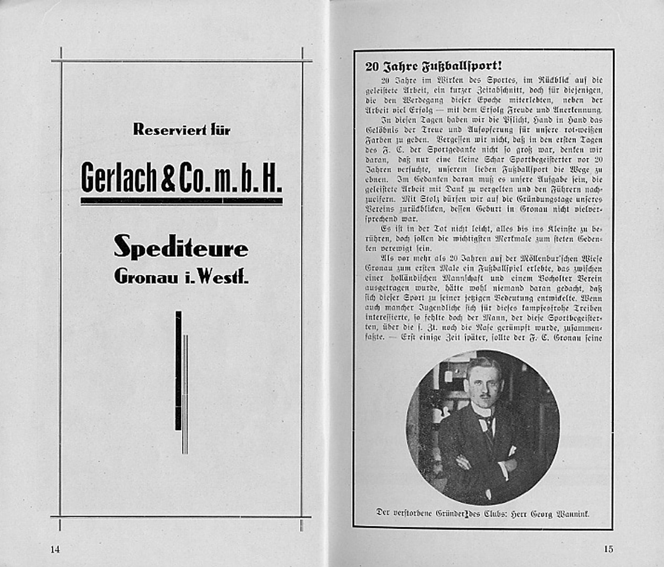 Reserviert für
Gerlach & Co. m. b. H.
Spediteure
Gronau i. Westf.
14
20 Jahre Fußballsport!
20 Jahre im Wirken des Sportes, im Rückblick auf die
geleistete Arbeit, ein kurzer Zeitabschnitt, doch für diejenigen,
die den Werdegang dieser Epoche miterlebten, neben der
Arbeit viel Erfolg — mit dem Erfolg Freude und Anerkennung.
In diesen Tagen haben wir die Pflicht, Hand in Hand das
Gelöbnis der Treue und Aufopferung für unsere rot-weißen
Farben zu geben. Vergessen wir nicht, daß in den ersten Tagen
des F. C. der Sportgedanke nicht so groß war, denken wir
daran, daß nur eine kleine Schar Sportbegeisterter vor 20
Jahren versuchte, unserem lieben Fußballsport die Wege zu
ebnen. Im Gedanken daran muß es unsere Aufgabe sein, die
geleistete Arbeit mit Dank zu vergelten und den Führern nach-
zueifern. Mit Stolz dürfen wir auf die Gründungstage unseres
Vereins zurückblicken, dessen Geburt in Gronau nicht vielver-
sprechend war.
Es ist in der Tat nicht leicht, alles bis ins Kleinste zu be-
rühren, doch sollen die wichtigsten Merkmale zum steten Geden-
ken verewigt sein.
Als vor mehr als 20 Jahren auf der Möllenbur'schen Wiese
Gronau zum ersten Male ein Fußballspiel erlebte, das zwischen
einer holländischen Mannschaft und einem Bocholter Verein
ausgetragen wurde, hätte wohl niemand daran gedacht, daß
sich dieser Sport zu seiner jetzigen Bedeutung entwickelte. Wenn
auch mancher Jugendliche sich für dieses kampfesfrohe Treiben
interessierte, so fehlte doch der Mann, der diese Sportbegeister-
ten, über die s. Zt. noch die Nase gerümpft wurde, zusammen-
faßte. — Erst einige Zeit später, sollte der F. C. Gronau seine
Der verstorbene Gründer des Clubs: Herr Georg Wannink.
15